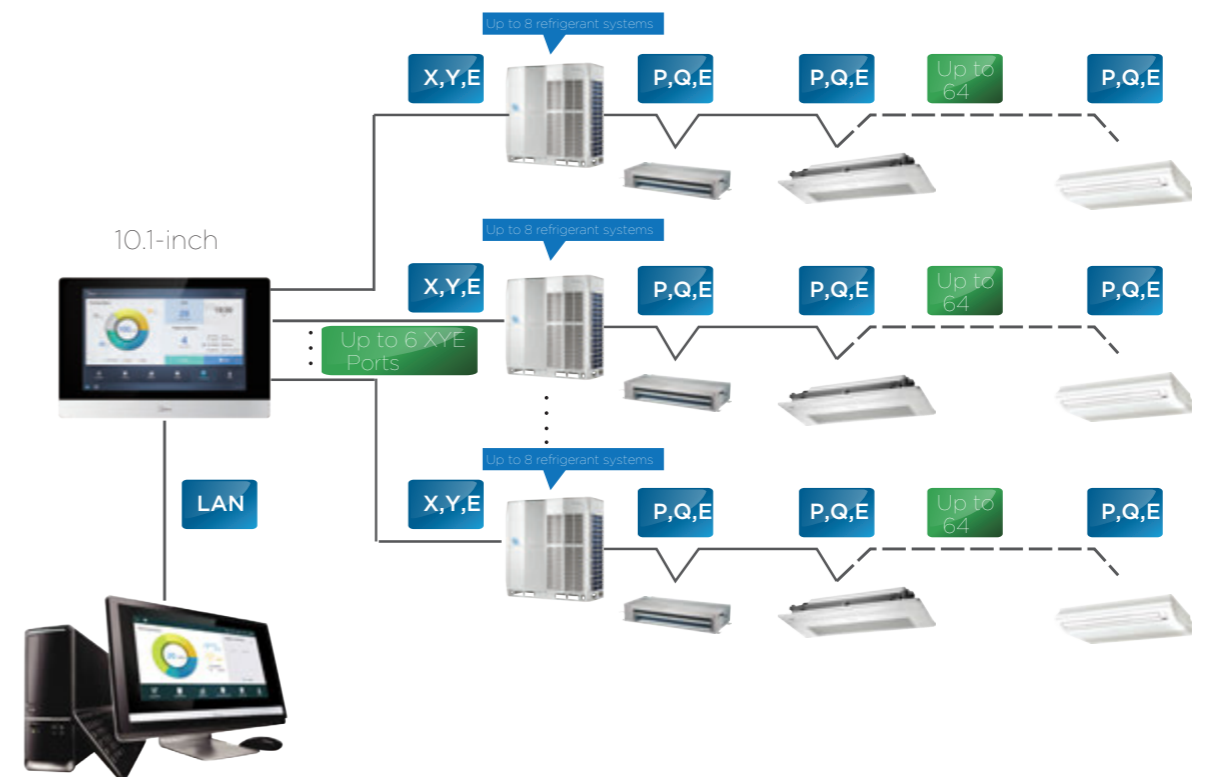 Up to 8 refrigerant systems
X,Y,E
P,Q,E
P,Q,E
Up to
64
P,Q,E
10.1-inch
Up to 8 refrigerant systems
X,Y,E
P,Q,E
P,Q,E
Up to
64
P,Q,E
Up to 6 XYE
Ports
Up to 8 refrigerant systems
LAN
X,Y,E
P,Q,E
P,Q,E
Up to
64
P,Q,E